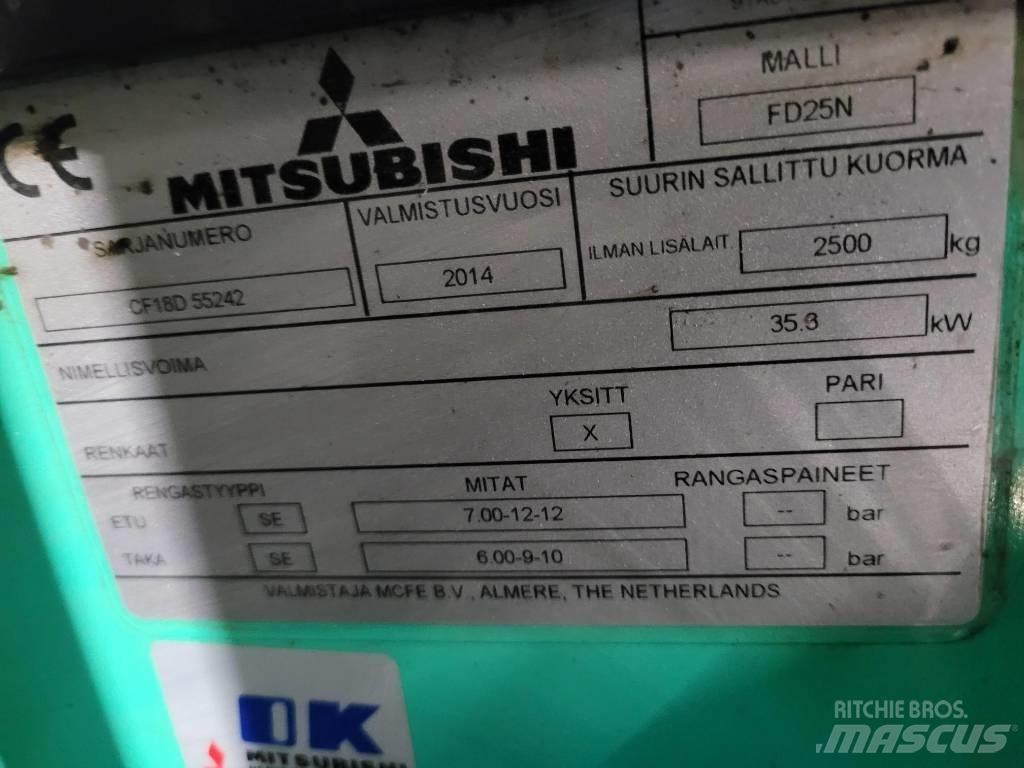 MALLI
CE
FD25N
MITSUBISHI
SARJANUMERO
VALMISTUSVUOSI
SUURIN SALLITTU KUORMA
CF18D 55242
2014
ILMAN LISÄLAIT. 2500 kg
NIMELLISVOIMA 35.3 kW
YKSITT PARI
RENKAAT X
RENGASTYYPPI MITAT RANGASPAINEET
ETU SE 7.00-12-12 -- bar
TAKA SE 6.00-9-10 -- bar
VALMISTAJA MCFE B.V., ALMERE, THE NETHERLANDS
OK
MITSUBISHI
RITCHIE BROS.
MASCUS